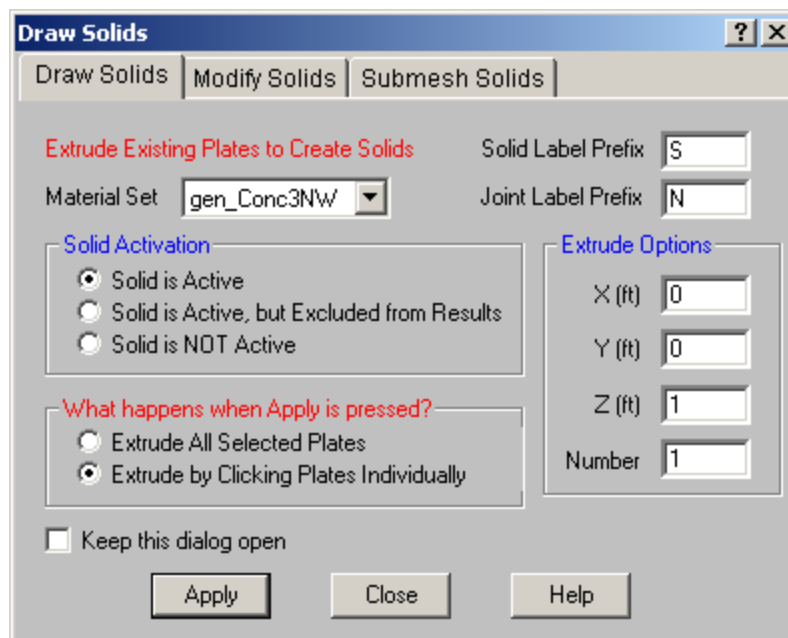 Draw Solids
Draw Solids Modify Solids Submesh Solids
Extrude Existing Plates to Create Solids
Solid Label Prefix S
Material Set gen_Conc3NW
Joint Label Prefix N
Solid Activation
Solid is Active
Solid is Active, but Excluded from Results
Solid is NOT Active
Extrude Options
X (ft) 0
Y (ft) 0
Z (ft) 1
Number 1
What happens when Apply is pressed?
Extrude All Selected Plates
Extrude by Clicking Plates Individually
Keep this dialog open
Apply Close Help